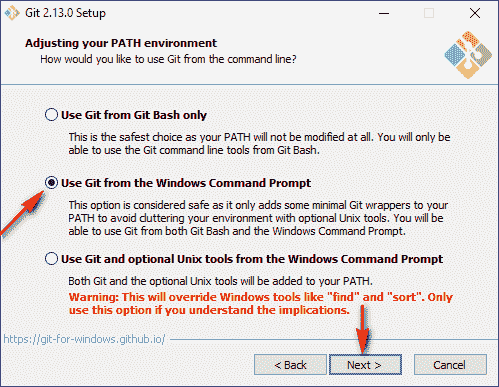 Git 2.13.0 Setup
Adjusting your PATH environment
How would you like to use Git from the command line?
Use Git from Git Bash only
This is the safest choice as your PATH will not be modified at all. You will only
be able to use the Git command line tools from Git Bash.
Use Git from the Windows Command Prompt
This option is considered safe as it only adds some minimal Git wrappers to your
PATH to avoid cluttering your environment with optional Unix tools. You will be
able to use Git from both Git Bash and the Windows Command Prompt.
Use Git and optional Unix tools from the Windows Command Prompt
Both Git and the optional Unix tools will be added to your PATH.
Warning: This will override Windows tools like "find" and "sort". Only
use this option if you understand the implications.
https://git-for-windows.github.io/
< Back
Next >
Cancel